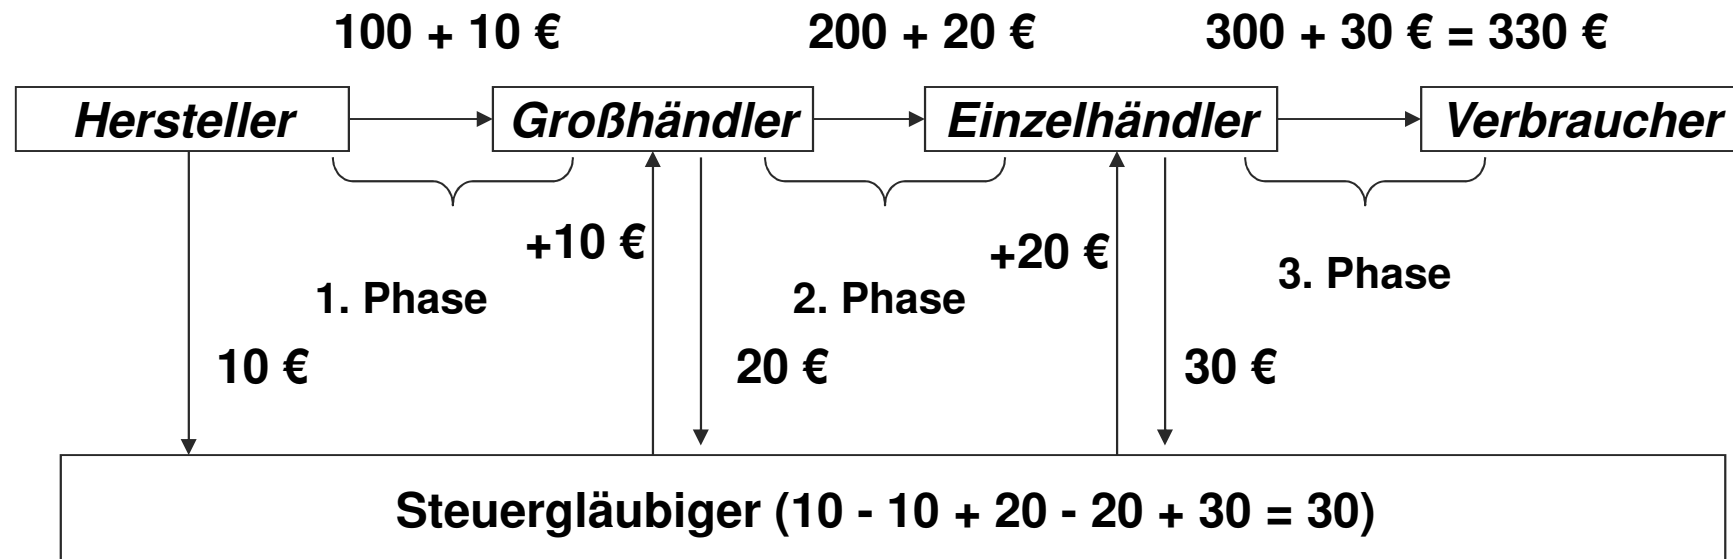 100 + 10 €
200 + 20 €
300 + 30 € = 330 €
Hersteller
Großhändler
Einzelhändler
Verbraucher
+10 €
+20 €
1. Phase
2. Phase
3. Phase
10 €
20 €
30 €
Steuergläubiger (10 - 10 + 20 - 20 + 30 = 30)